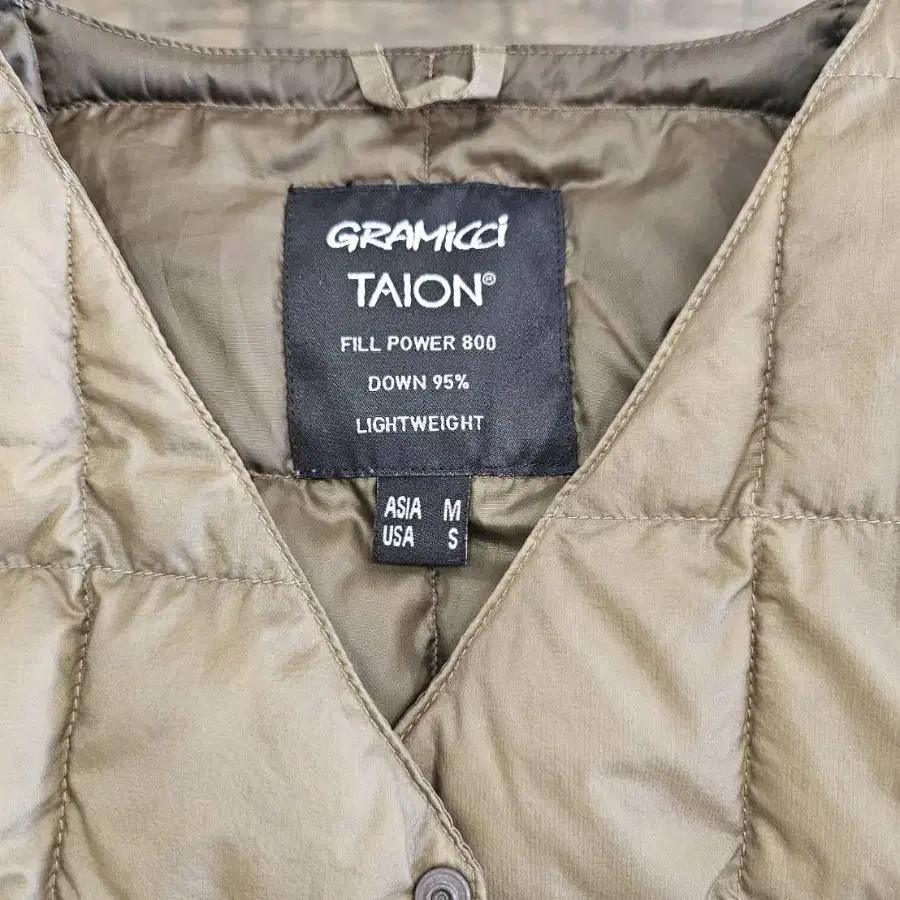 GRAMiCCi
TAION®
FILL POWER 800
DOWN 95%
LIGHTWEIGHT
ASIA M
USA S